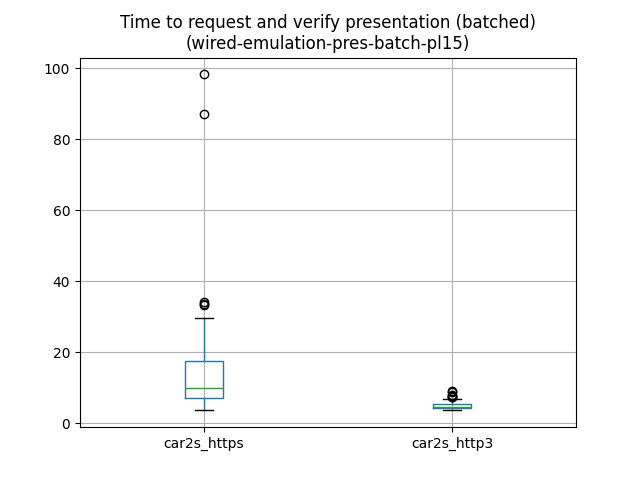 Time to request and verify presentation (batched)
(wired-emulation-pres-batch-pl15)
100
80
60
40
20
0
car2s_https car2s_http3